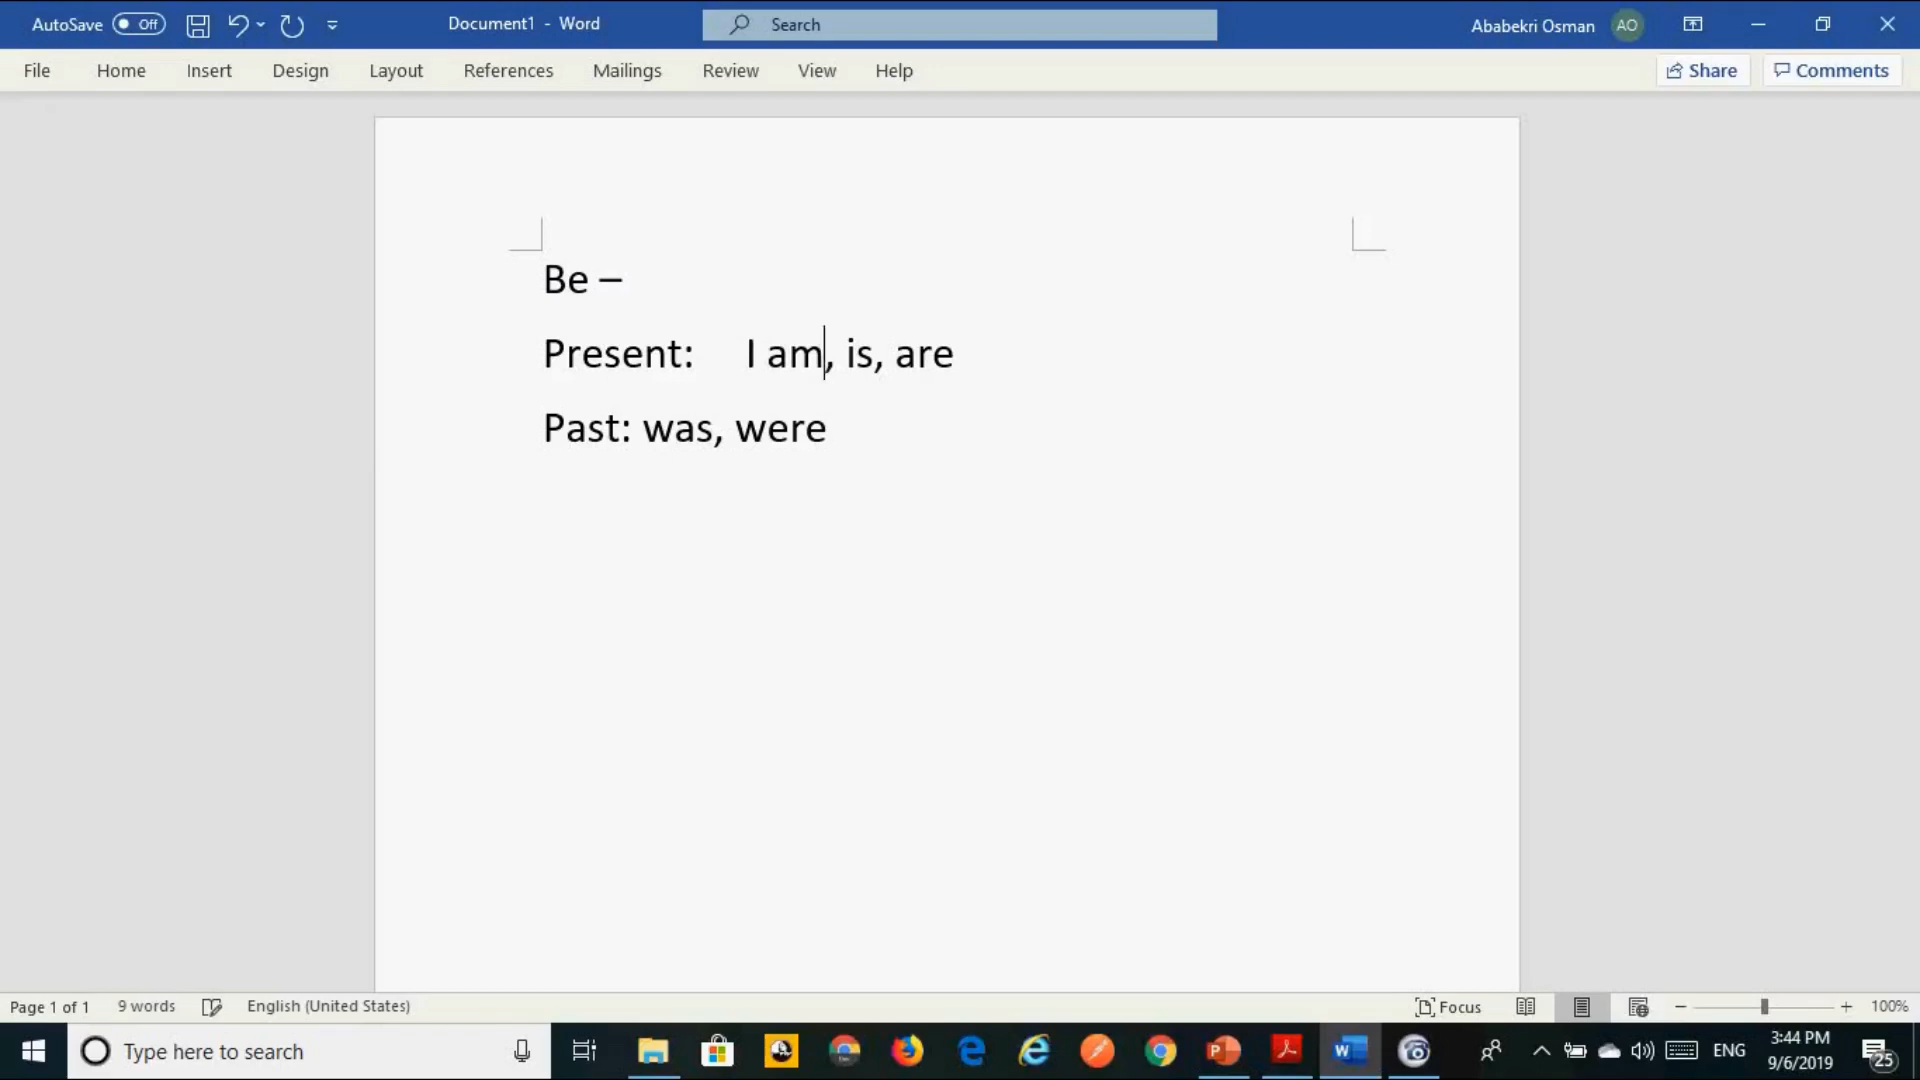 AutoSave Off Document1 - Word Search Ababekri Osman AO
File Home Insert Design Layout References Mailings Review View Help Share Comments
Be –
Present: I am, is, are
Past: was, were
Page 1 of 1 9 words English (United States) Focus 100%
Type here to search ENG 3:44 PM
9/6/2019 25